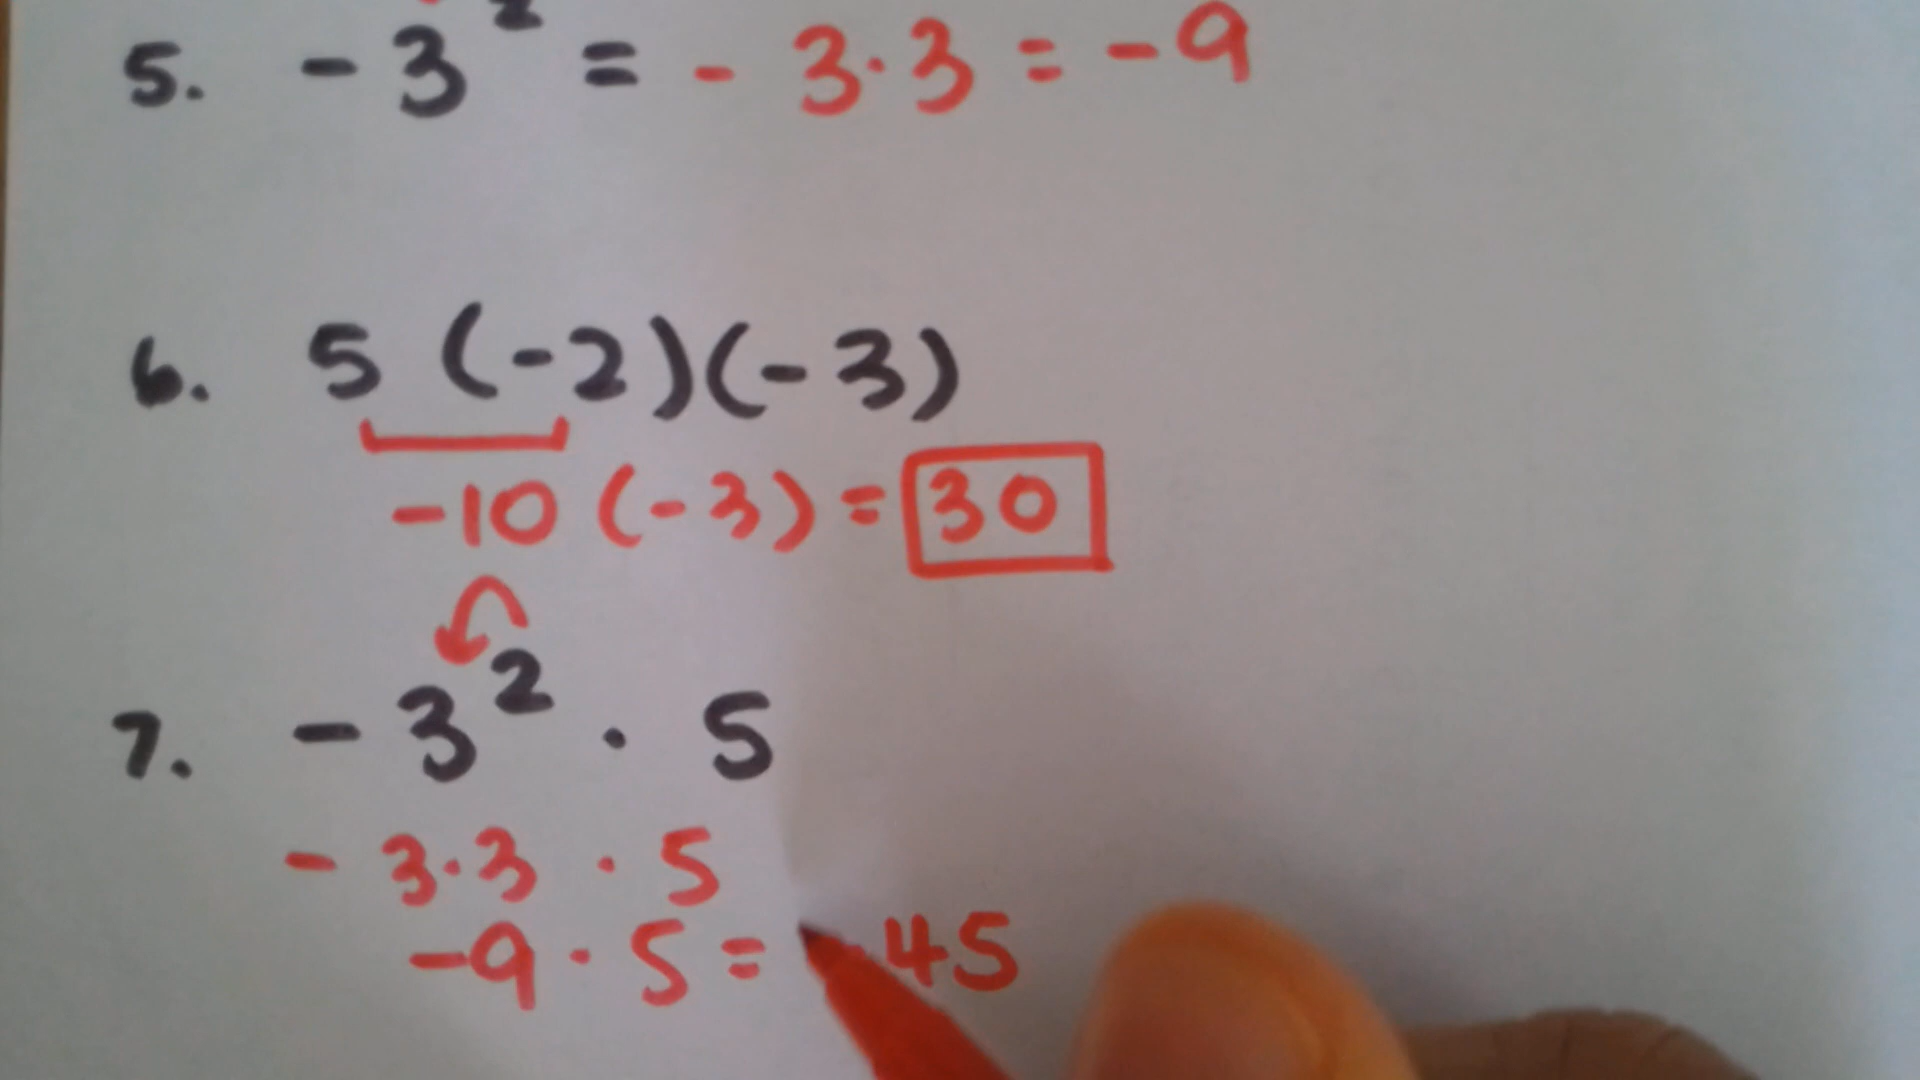 5. -3² = - 3·3 = -9
6. 5 (-2)(-3)
-10 (-3) = 30
7. -3² · 5
- 3·3 · 5
-9 · 5 = -45